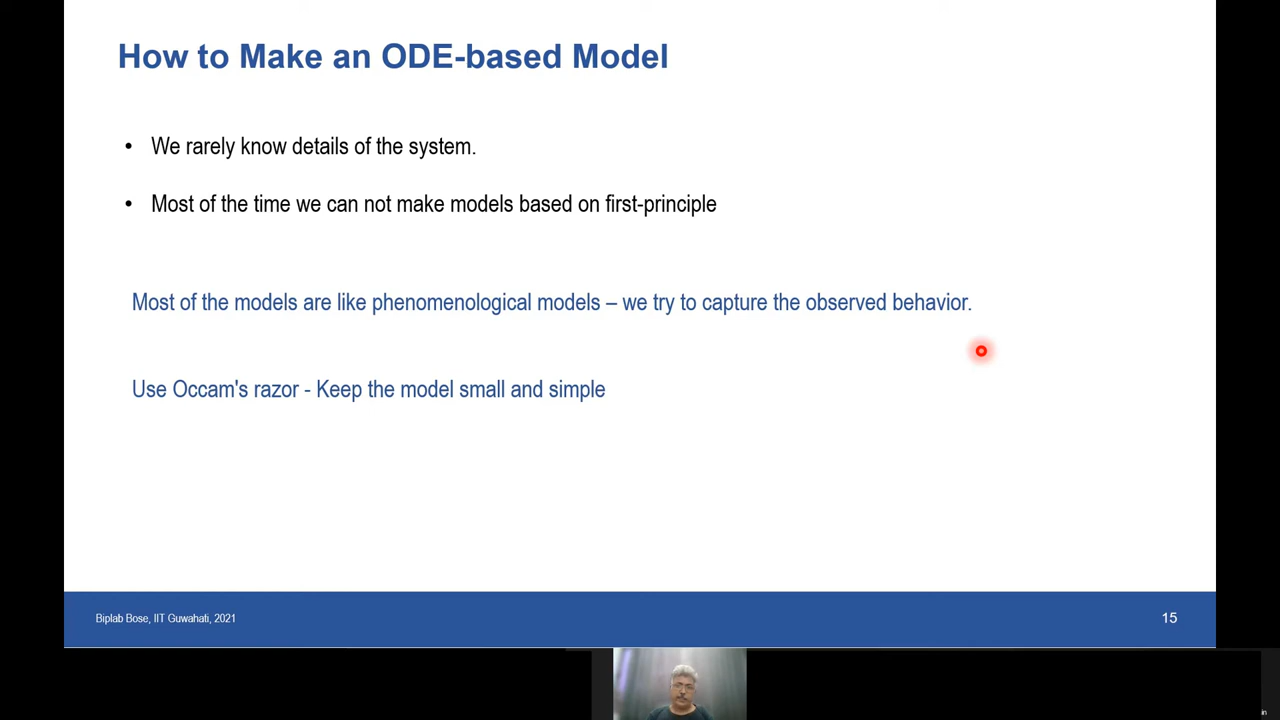 How to Make an ODE-based Model
• We rarely know details of the system.
• Most of the time we can not make models based on first-principle
Most of the models are like phenomenological models – we try to capture the observed behavior.
Use Occam's razor - Keep the model small and simple
Biplab Bose, IIT Guwahati, 2021
15
in